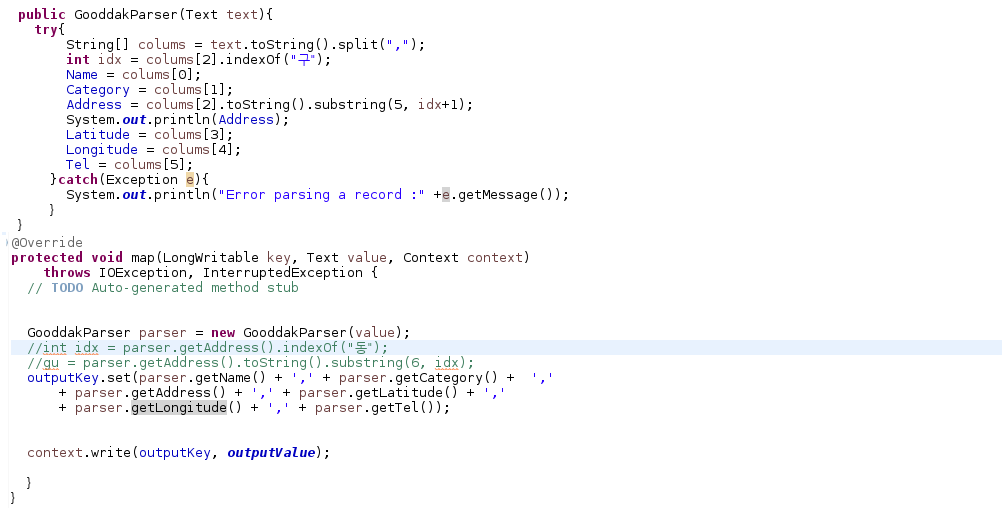 public GooddakParser(Text text){
try{
String[] colums = text.toString().split(",");
int idx = colums[2].indexOf("구");
Name = colums[0];
Category = colums[1];
Address = colums[2].toString().substring(5, idx+1);
System.out.println(Address);
Latitude = colums[3];
Longitude = colums[4];
Tel = colums[5];
}catch(Exception e){
System.out.println("Error parsing a record :" +e.getMessage());
}
}
@Override
protected void map(LongWritable key, Text value, Context context)
throws IOException, InterruptedException {
// TODO Auto-generated method stub
GooddakParser parser = new GooddakParser(value);
//int idx = parser.getAddress().indexOf("동");
//gu = parser.getAddress().toString().substring(6, idx);
outputKey.set(parser.getName() + ',' + parser.getCategory() +  ','
+ parser.getAddress() + ',' + parser.getLatitude() + ','
+ parser.getLongitude() + ',' + parser.getTel());
context.write(outputKey, outputValue);
}
}